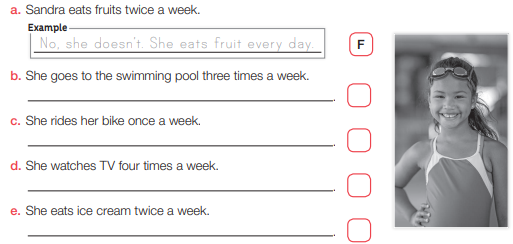 a. Sandra eats fruits twice a week.
Example
No, she doesn't. She eats fruit every day.
F
b. She goes to the swimming pool three times a week.
c. She rides her bike once a week.
d. She watches TV four times a week.
e. She eats ice cream twice a week.